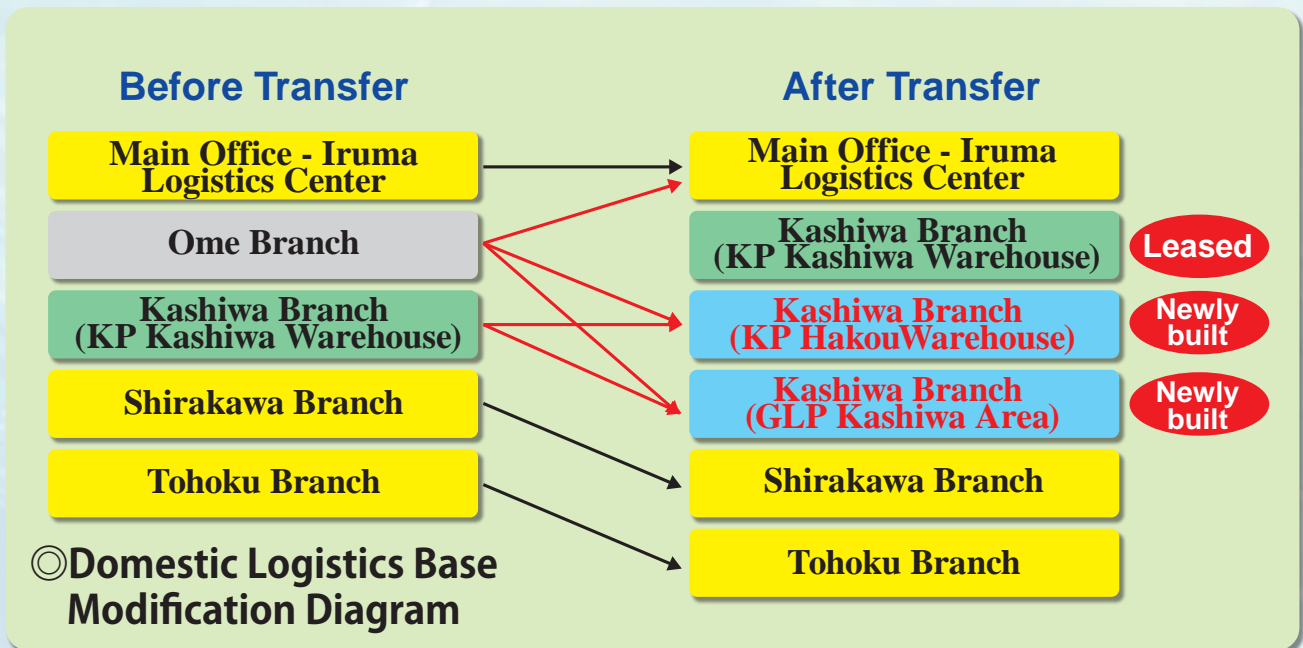 Before Transfer
After Transfer
Main Office - Iruma
Logistics Center
Ome Branch
Kashiwa Branch
(KP Kashiwa Warehouse)
Shirakawa Branch
Tohoku Branch
Main Office - Iruma
Logistics Center
Kashiwa Branch
(KP Kashiwa Warehouse)
Leased
Kashiwa Branch
(KP HakouWarehouse)
Newly
built
Kashiwa Branch
(GLP Kashiwa Area)
Newly
built
Shirakawa Branch
Tohoku Branch
◎Domestic Logistics Base
Modification Diagram